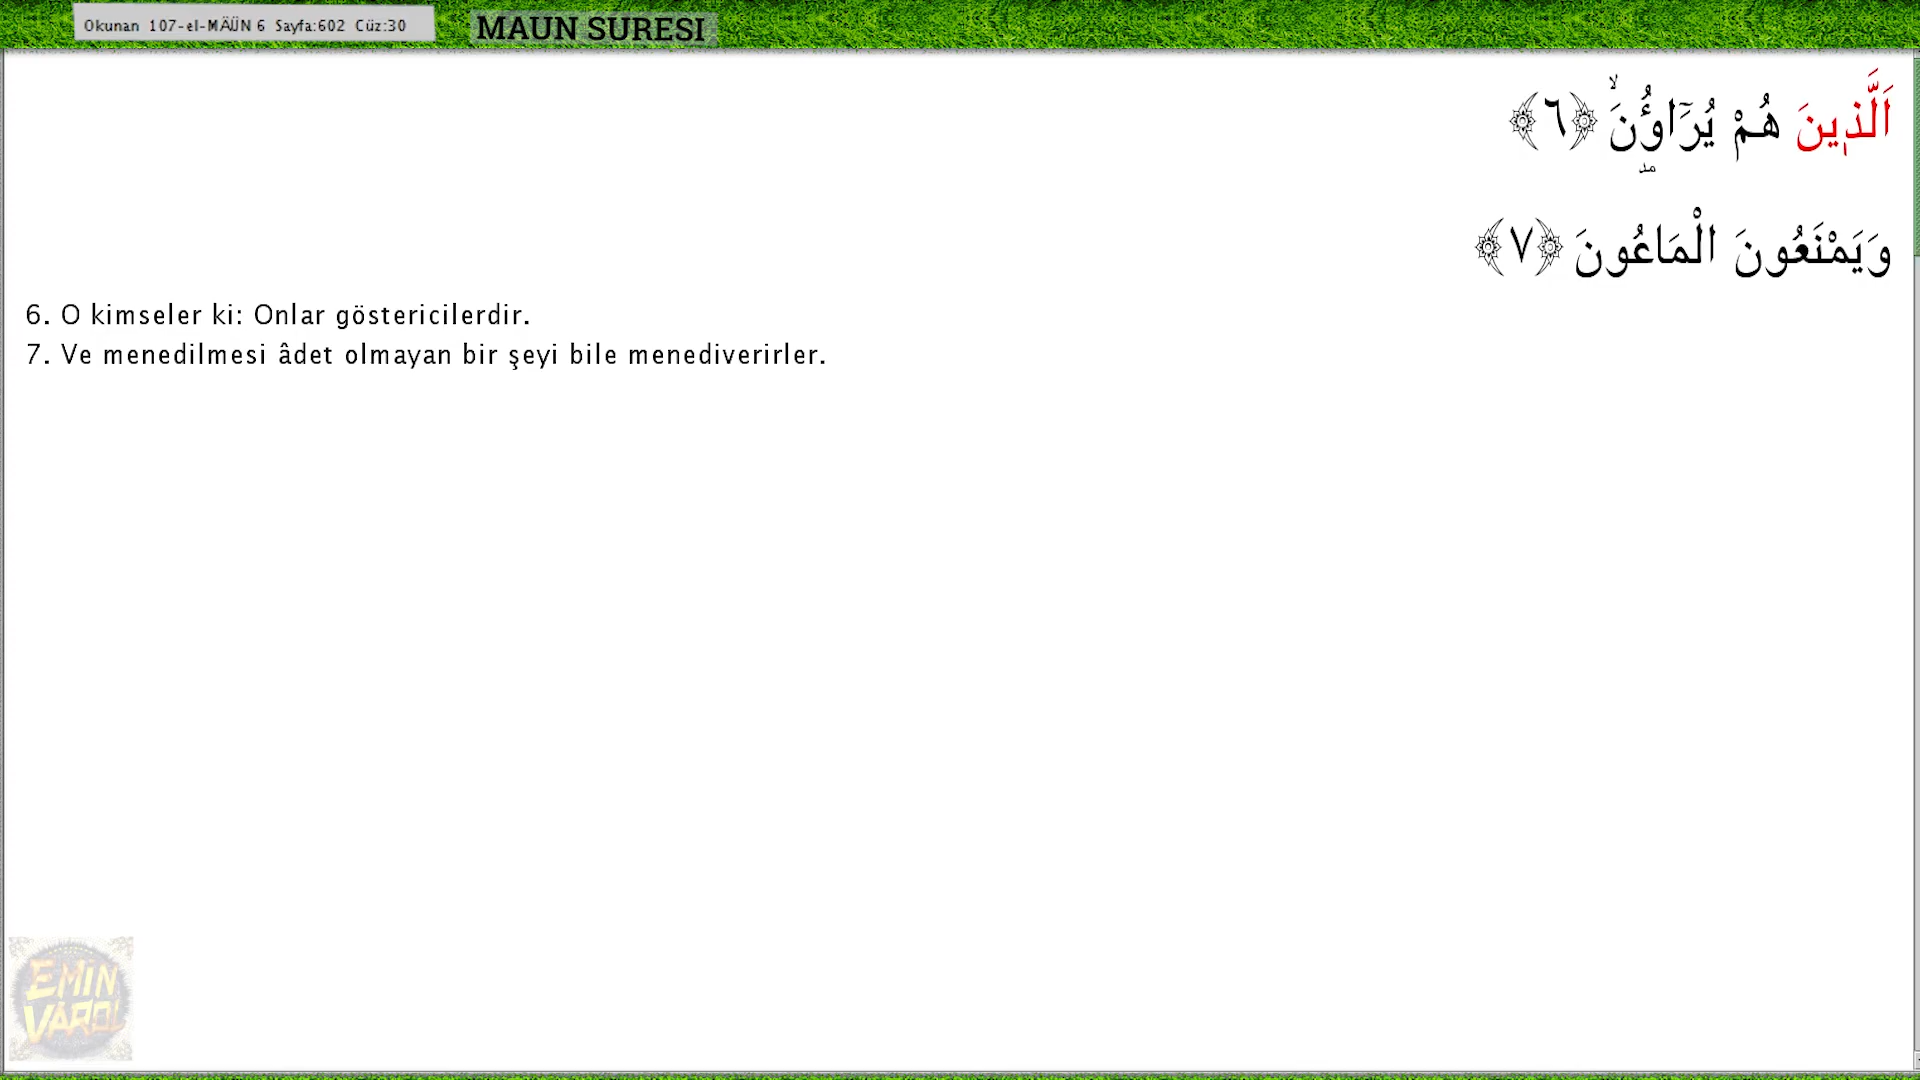 Okunan 107-el-MÂÛN 6 Sayfa:602 Cüz:30
MAUN SURESI
اَلَّذ۪ينَ هُمْ يُرَٓاؤُ۫نَۙ ﴿٦﴾
وَيَمْنَعُونَ الْمَاعُونَ ﴿٧﴾
6. O kimseler ki: Onlar göstericilerdir.
7. Ve menedilmesi âdet olmayan bir şeyi bile menediverirler.
EMİN
VAROL